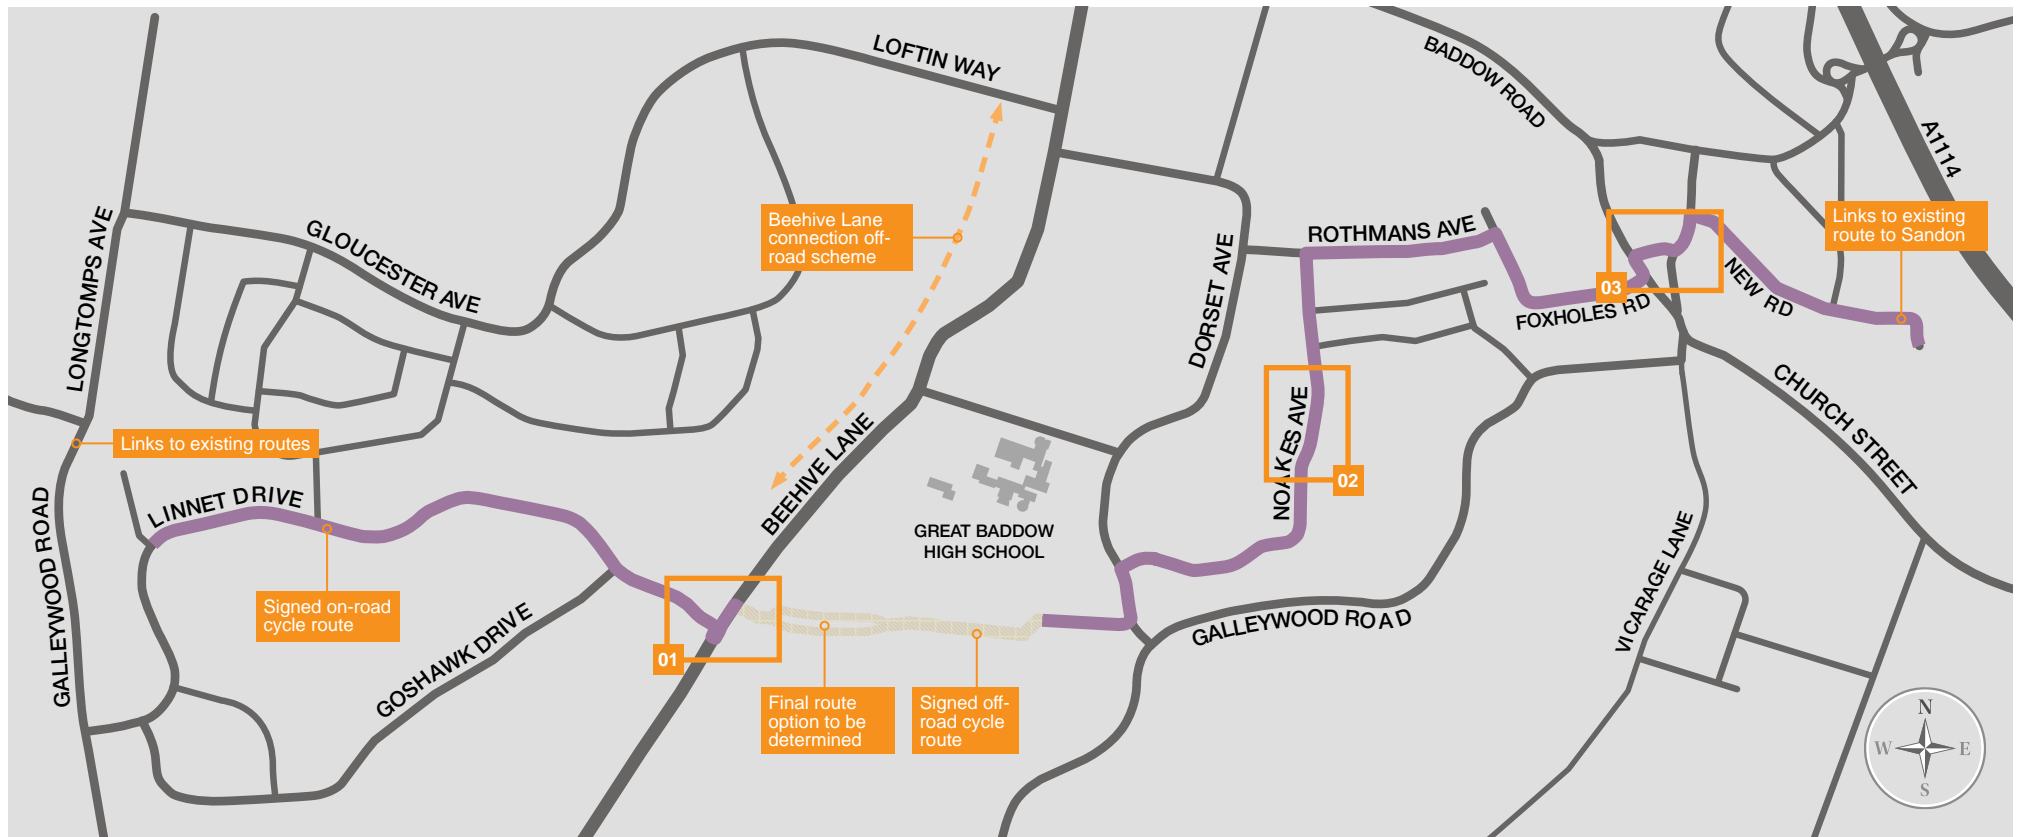 LOFTIN WAY
BADDOW ROAD
A1114
LONGTOMPS AVE
GLOUCESTER AVE
Beehive Lane
connection off-
road scheme
DORSET AVE
ROTHMANS AVE
Links to existing
route to Sandon
03
NEW RD
FOXHOLES RD
Links to existing routes
BEEHIVE LANE
NOAKES AVE
02
CHURCH STREET
LINNET DRIVE
GALLEYWOOD ROAD
GREAT BADDOW
HIGH SCHOOL
VICARAGE LANE
Signed on-road
cycle route
GOSHAWK DRIVE
01
GALLEYWOOD ROAD
Final route
option to be
determined
Signed off-
road cycle
route
N
W
E
S